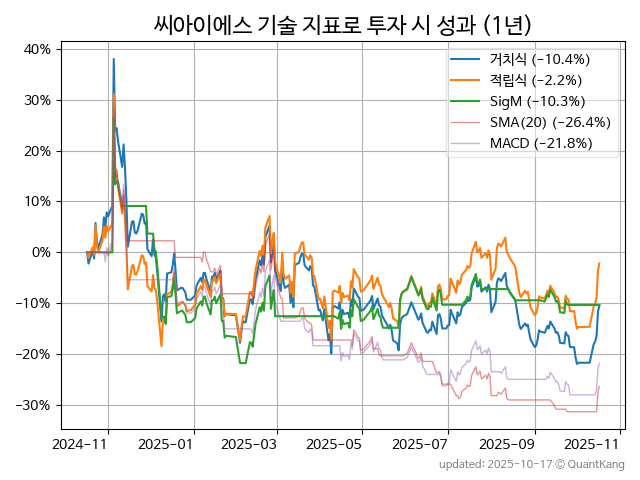 씨아이에스 기술 지표로 투자 시 성과 (1년)
40%
30%
20%
10%
0%
−10%
−20%
−30%
거치식 (−10.4%)
적립식 (−2.2%)
SigM (−10.3%)
SMA(20) (−26.4%)
MACD (−21.8%)
2024-11 2025-01 2025-03 2025-05 2025-07 2025-09 2025-11
updated: 2025-10-17 © QuantKang